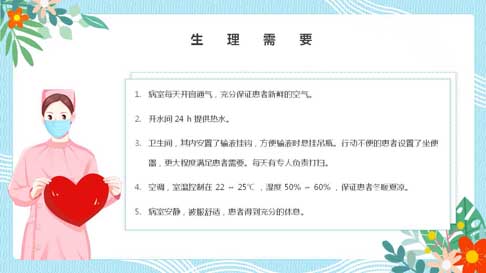 生 理 需 要
1. 病室每天开窗通气，充分保证患者新鲜的空气。
2. 开水间 24 h 提供热水。
3. 卫生间，其内安置了输液挂钩，方便输液时悬挂吊瓶。行动不便的患者设置了坐便
器，更大程度满足患者需要。每天有专人负责打扫。
4. 空调，室温控制在 22 ~ 25℃ ，湿度 50% ~ 60% ，保证患者冬暖夏凉。
5. 病室安静，被服舒适，患者得到充分的休息。